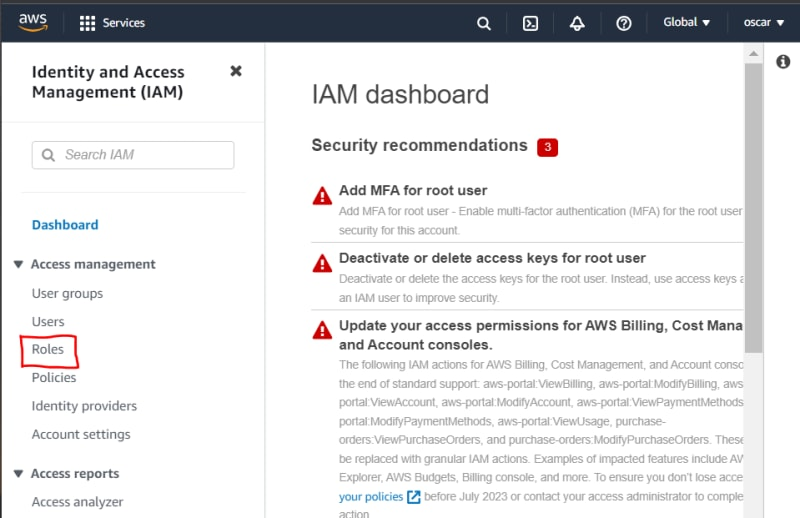 aws
Services
Global
oscar
Identity and Access
Management (IAM)
Search IAM
Dashboard
Access management
User groups
Users
Roles
Policies
Identity providers
Account settings
Access reports
Access analyzer
IAM dashboard
Security recommendations 3
Add MFA for root user
Add MFA for root user - Enable multi-factor authentication (MFA) for the root user
security for this account.
Deactivate or delete access keys for root user
Deactivate or delete the access keys for the root user. Instead, use access keys a
an IAM user to improve security.
Update your access permissions for AWS Billing, Cost Mana
and Account consoles.
The following IAM actions for AWS Billing, Cost Management, and Account conso
the end of standard support: aws-portal:ViewBilling, aws-portal:ModifyBilling, aws
portal:ViewAccount, aws-portal:ModifyAccount, aws-portal:ViewPaymentMethods
portal:ModifyPaymentMethods, aws-portal:ViewUsage, purchase-
orders:ViewPurchaseOrders, and purchase-orders:ModifyPurchaseOrders. These
be replaced with granular IAM actions. Examples of impacted features include AW
Explorer, AWS Budgets, Billing console, and more. To ensure you don't lose acce
your policies before July 2023 or contact your access administrator to comple
action.